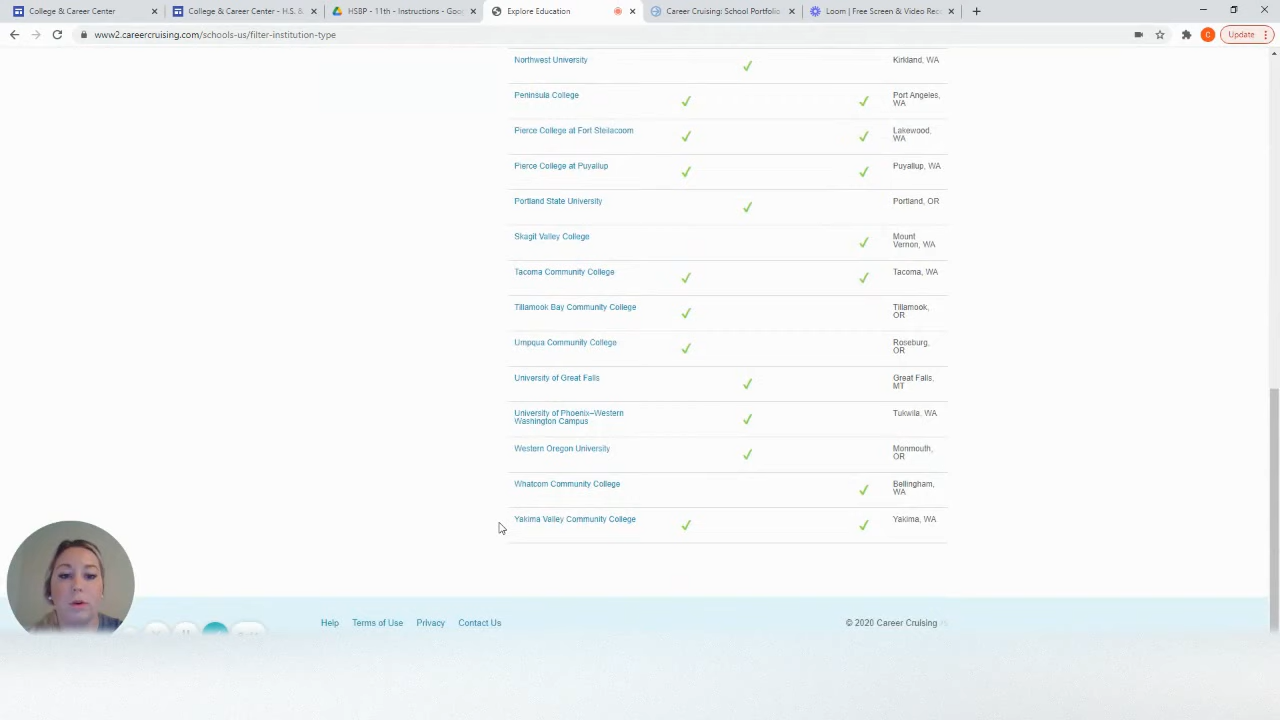 College & Career Center
College & Career Center - H.S. &
HSBP - 11th - Instructions - Goo
Explore Education
Career Cruising School Portfolio
Loom | Free Screen & Video Rec
www2.careercruising.com/schools-us/filter-institution-type
C
Update
Northwest University
Kirkland, WA
Peninsula College
Port Angeles,
WA
Pierce College at Fort Steilacoom
Lakewood,
WA
Pierce College at Puyallup
Puyallup, WA
Portland State University
Portland, OR
Skagit Valley College
Mount
Vernon, WA
Tacoma Community College
Tacoma, WA
Tillamook Bay Community College
Tillamook,
OR
Umpqua Community College
Roseburg,
OR
University of Great Falls
Great Falls,
MT
University of Phoenix–Western
Washington Campus
Tukwila, WA
Western Oregon University
Monmouth,
OR
Whatcom Community College
Bellingham,
WA
Yakima Valley Community College
Yakima, WA
Help
Terms of Use
Privacy
Contact Us
© 2020 Career Cruising